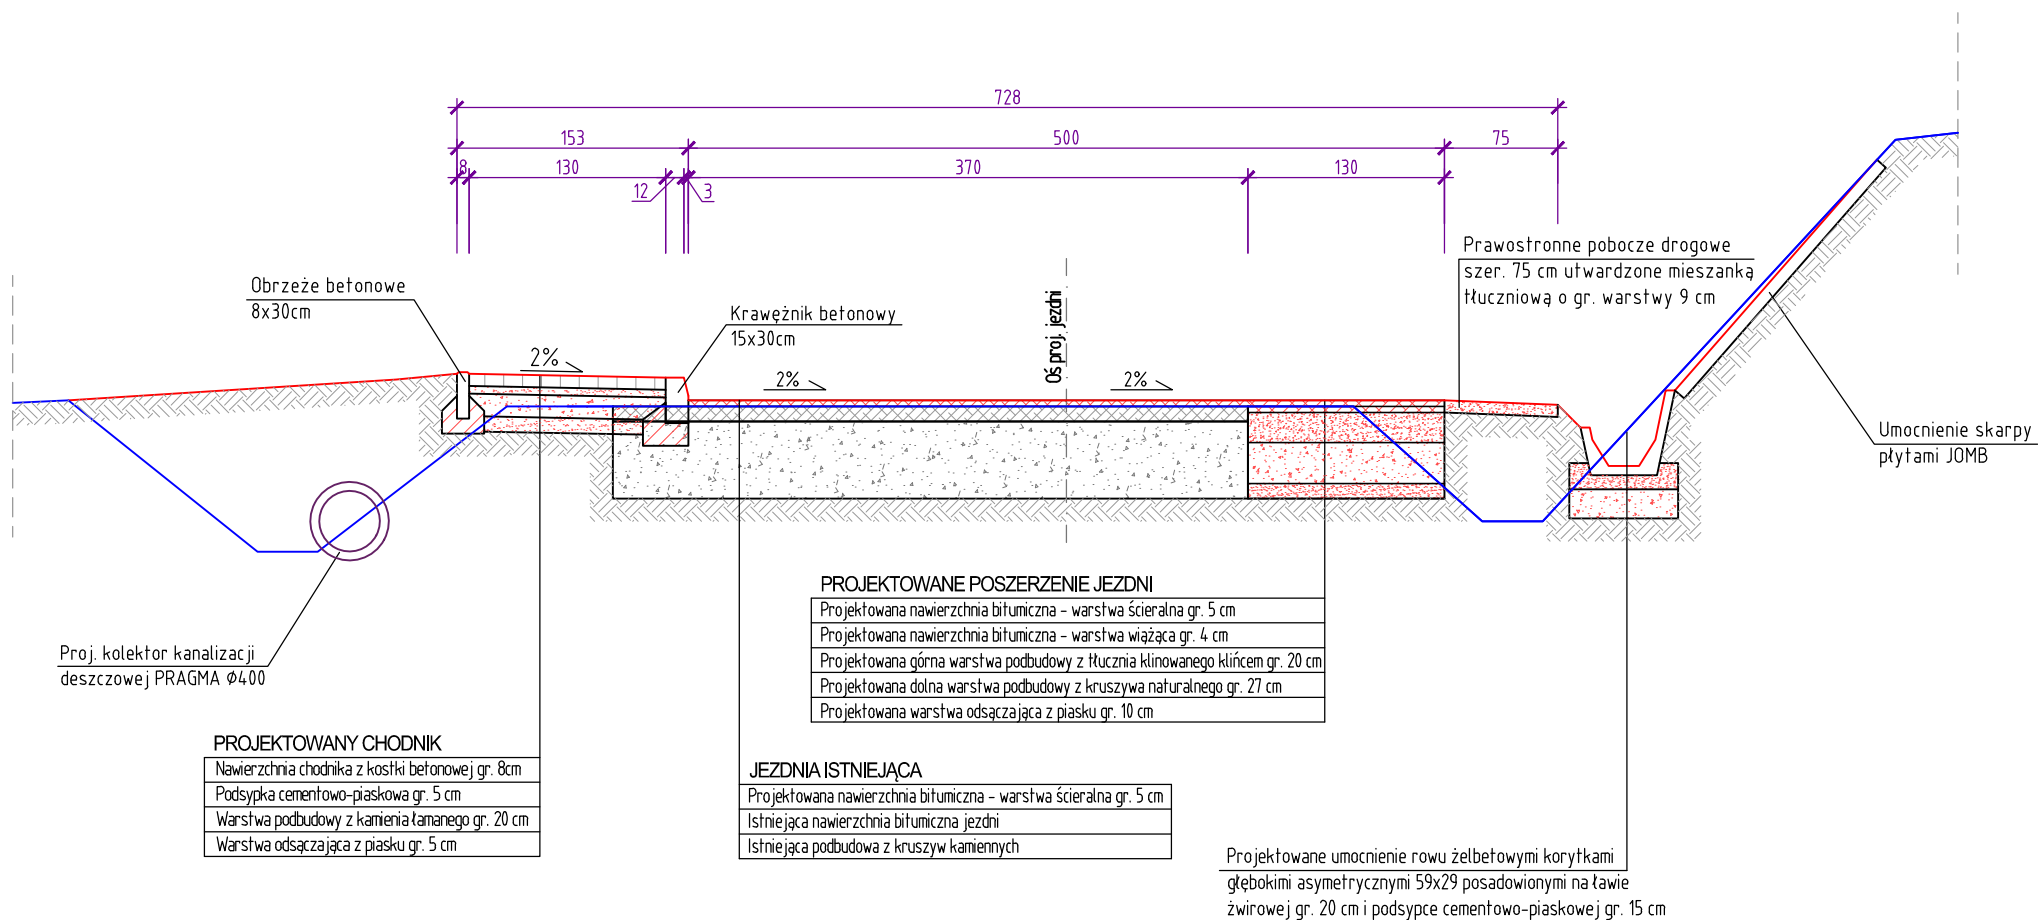 728
153
500
75
8
130
12
3
370
130
Prawostronne pobocze drogowe
szer. 75 cm utwardzone mieszanką
tłuczniową o gr. warstwy 9 cm
Obrzeże betonowe
8x30cm
Krawężnik betonowy
15x30cm
Oś proj. jezdni
2%
2%
2%
Umocnienie skarpy
płytami JOMB
Proj. kolektor kanalizacji
deszczowej PRAGMA Ø400
PROJEKTOWANE POSZERZENIE JEZDNI
Projektowana nawierzchnia bitumiczna - warstwa ścieralna gr. 5 cm
Projektowana nawierzchnia bitumiczna - warstwa wiążąca gr. 4 cm
Projektowana górna warstwa podbudowy z tłucznia klinowanego klińcem gr. 20 cm
Projektowana dolna warstwa podbudowy z kruszywa naturalnego gr. 27 cm
Projektowana warstwa odsączająca z piasku gr. 10 cm
PROJEKTOWANY CHODNIK
Nawierzchnia chodnika z kostki betonowej gr. 8cm
Podsypka cementowo-piaskowa gr. 5 cm
Warstwa podbudowy z kamienia łamanego gr. 20 cm
Warstwa odsączająca z piasku gr. 5 cm
JEZDNIA ISTNIEJĄCA
Projektowana nawierzchnia bitumiczna - warstwa ścieralna gr. 5 cm
Istniejąca nawierzchnia bitumiczna jezdni
Istniejąca podbudowa z kruszyw kamiennych
Projektowane umocnienie rowu żelbetowymi korytkami
głębokimi asymetrycznymi 59x29 posadowionymi na ławie
żwirowej gr. 20 cm i podsypce cementowo-piaskowej gr. 15 cm